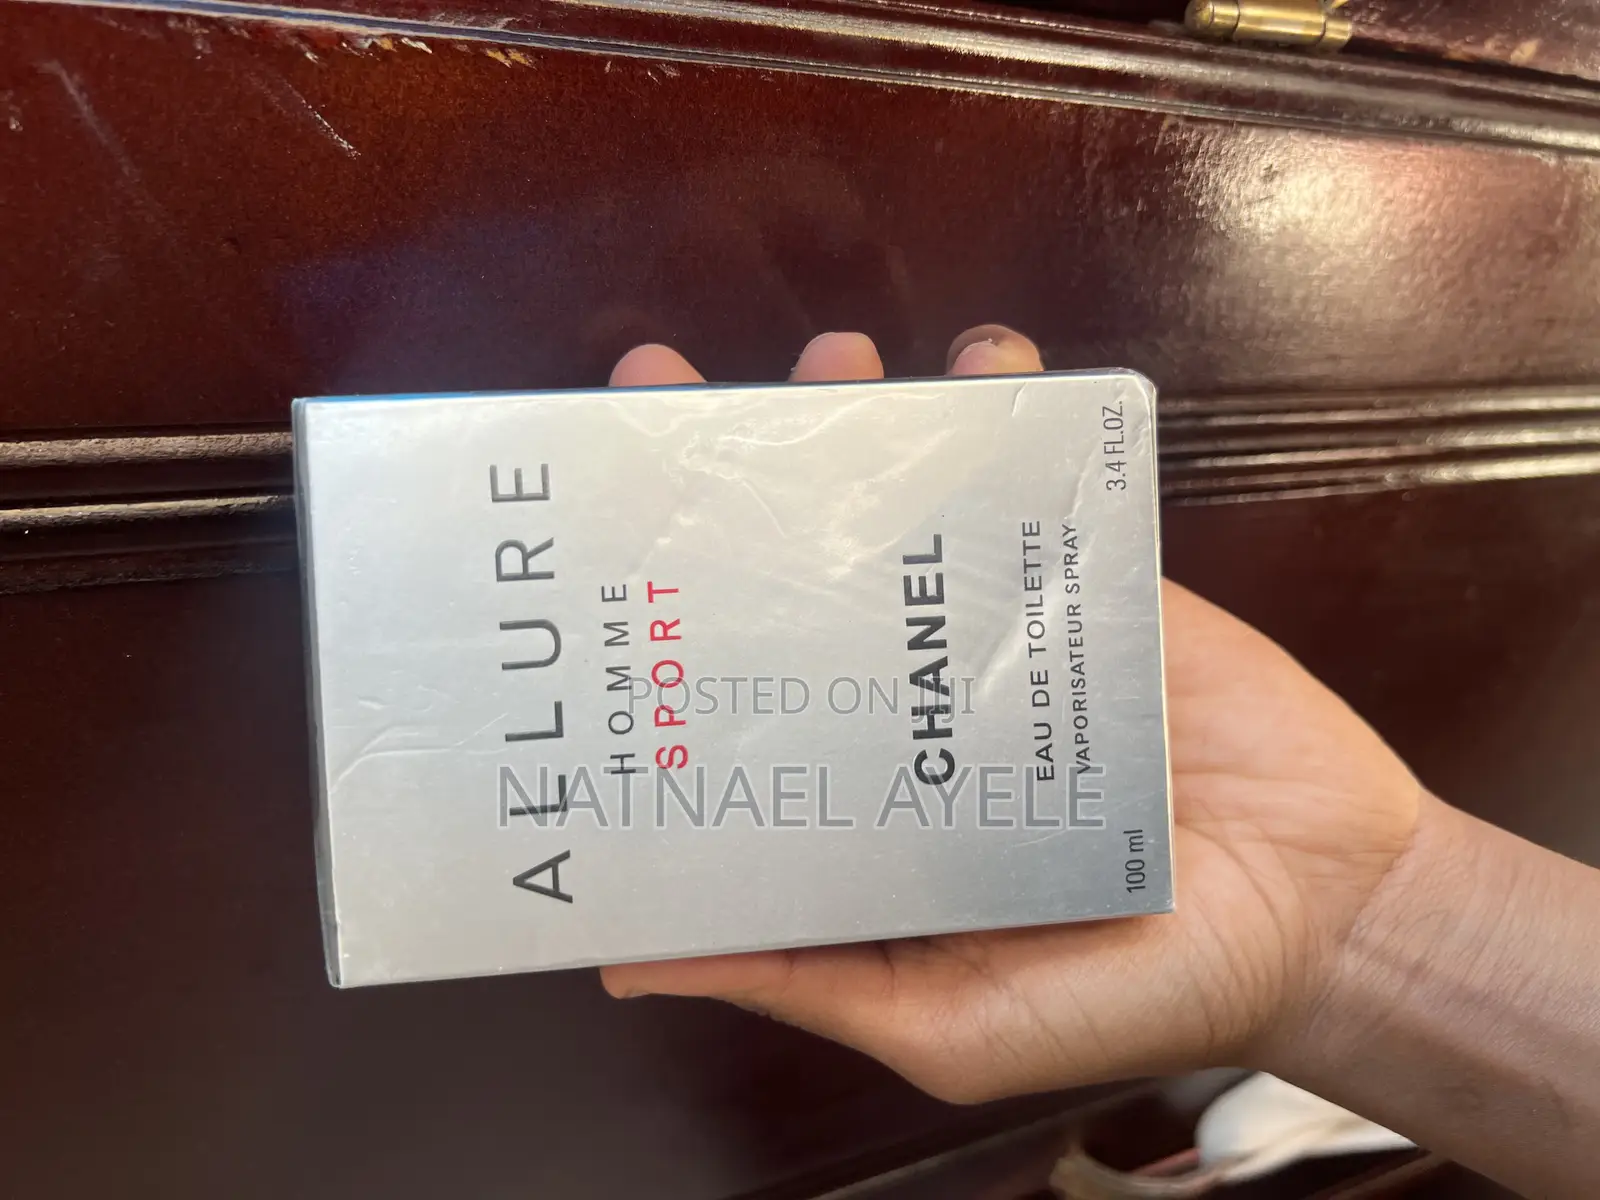 ALLURE
HOMME
SPORT
CHANEL
EAU DE TOILETTE
VAPORISATEUR SPRAY
100 ml
3.4 FL.OZ.
POSTED ON JIJI
NATNAEL AYELE